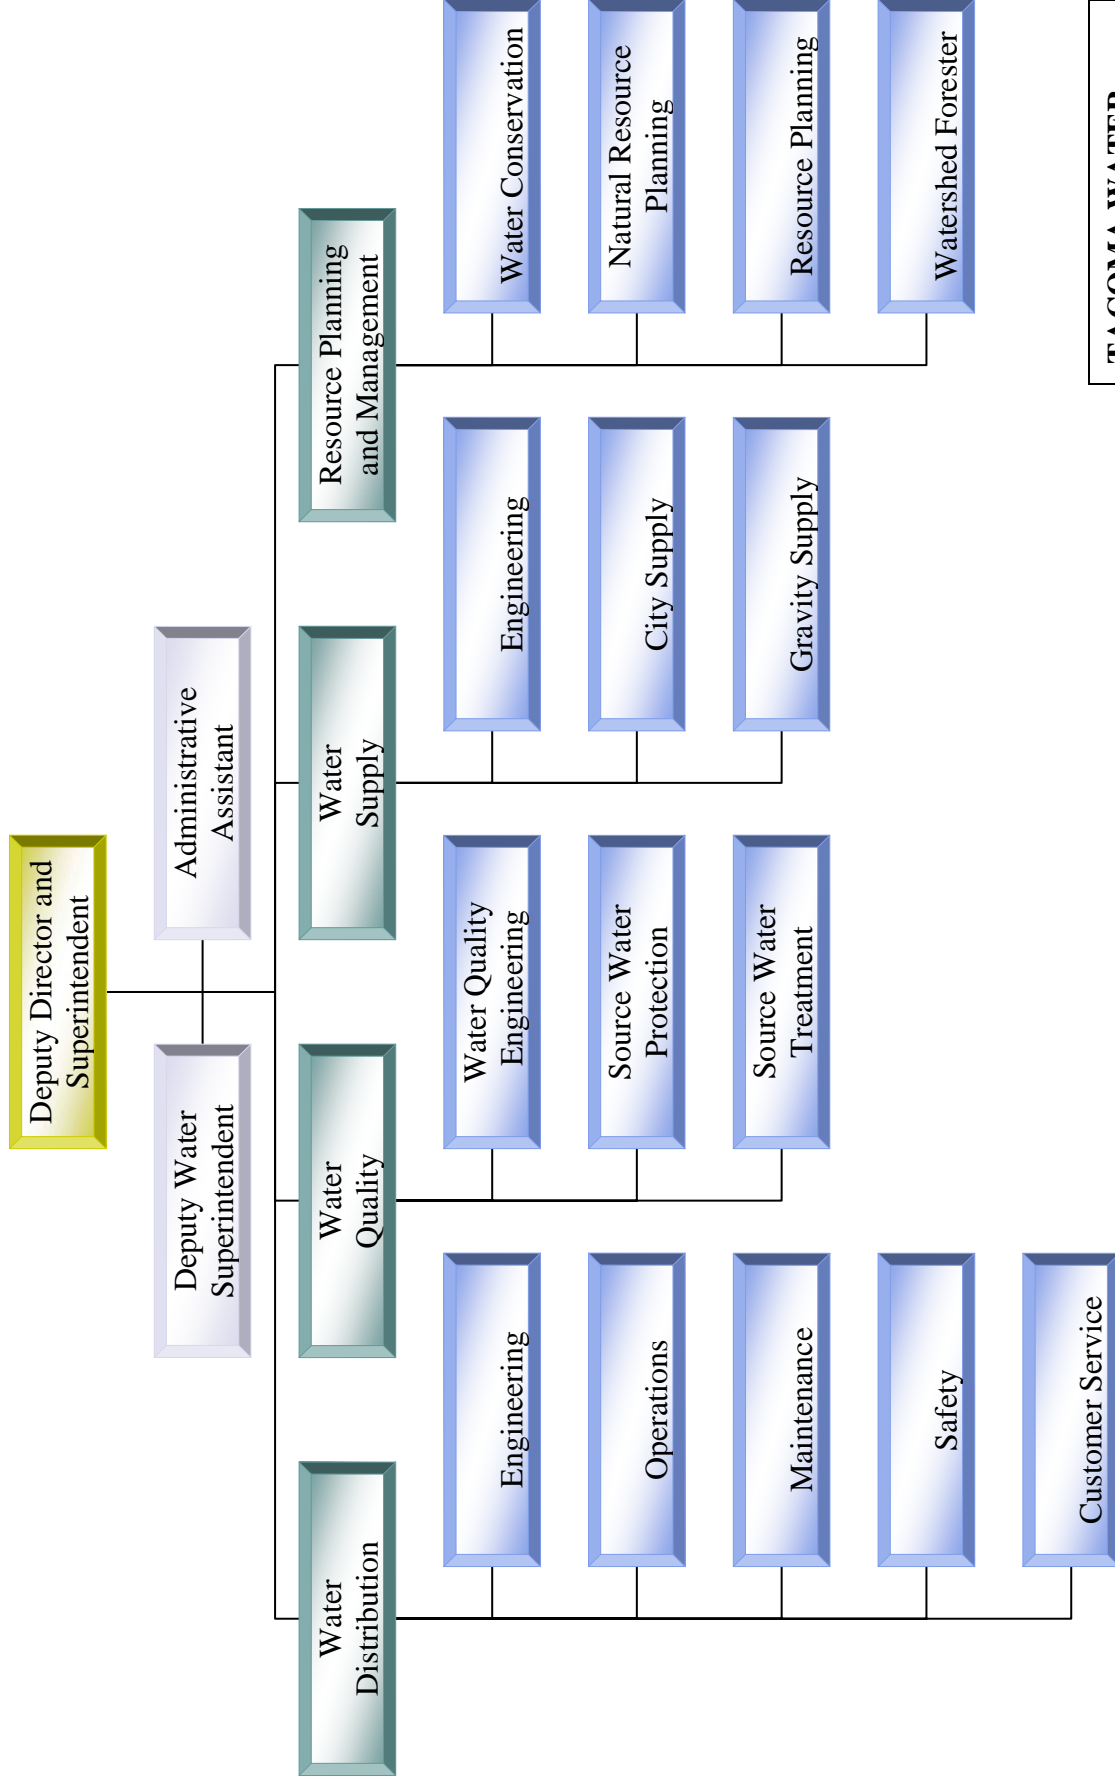 Deputy Director and
Superintendent
Deputy Water
Superintendent
Administrative
Assistant
Water
Distribution
Engineering
Operations
Maintenance
Safety
Customer Service
Water
Quality
Water Quality
Engineering
Source Water
Protection
Source Water
Treatment
Water
Supply
Engineering
City Supply
Gravity Supply
Resource Planning
and Management
Water Conservation
Natural Resource
Planning
Resource Planning
Watershed Forester
TACOMA WATER